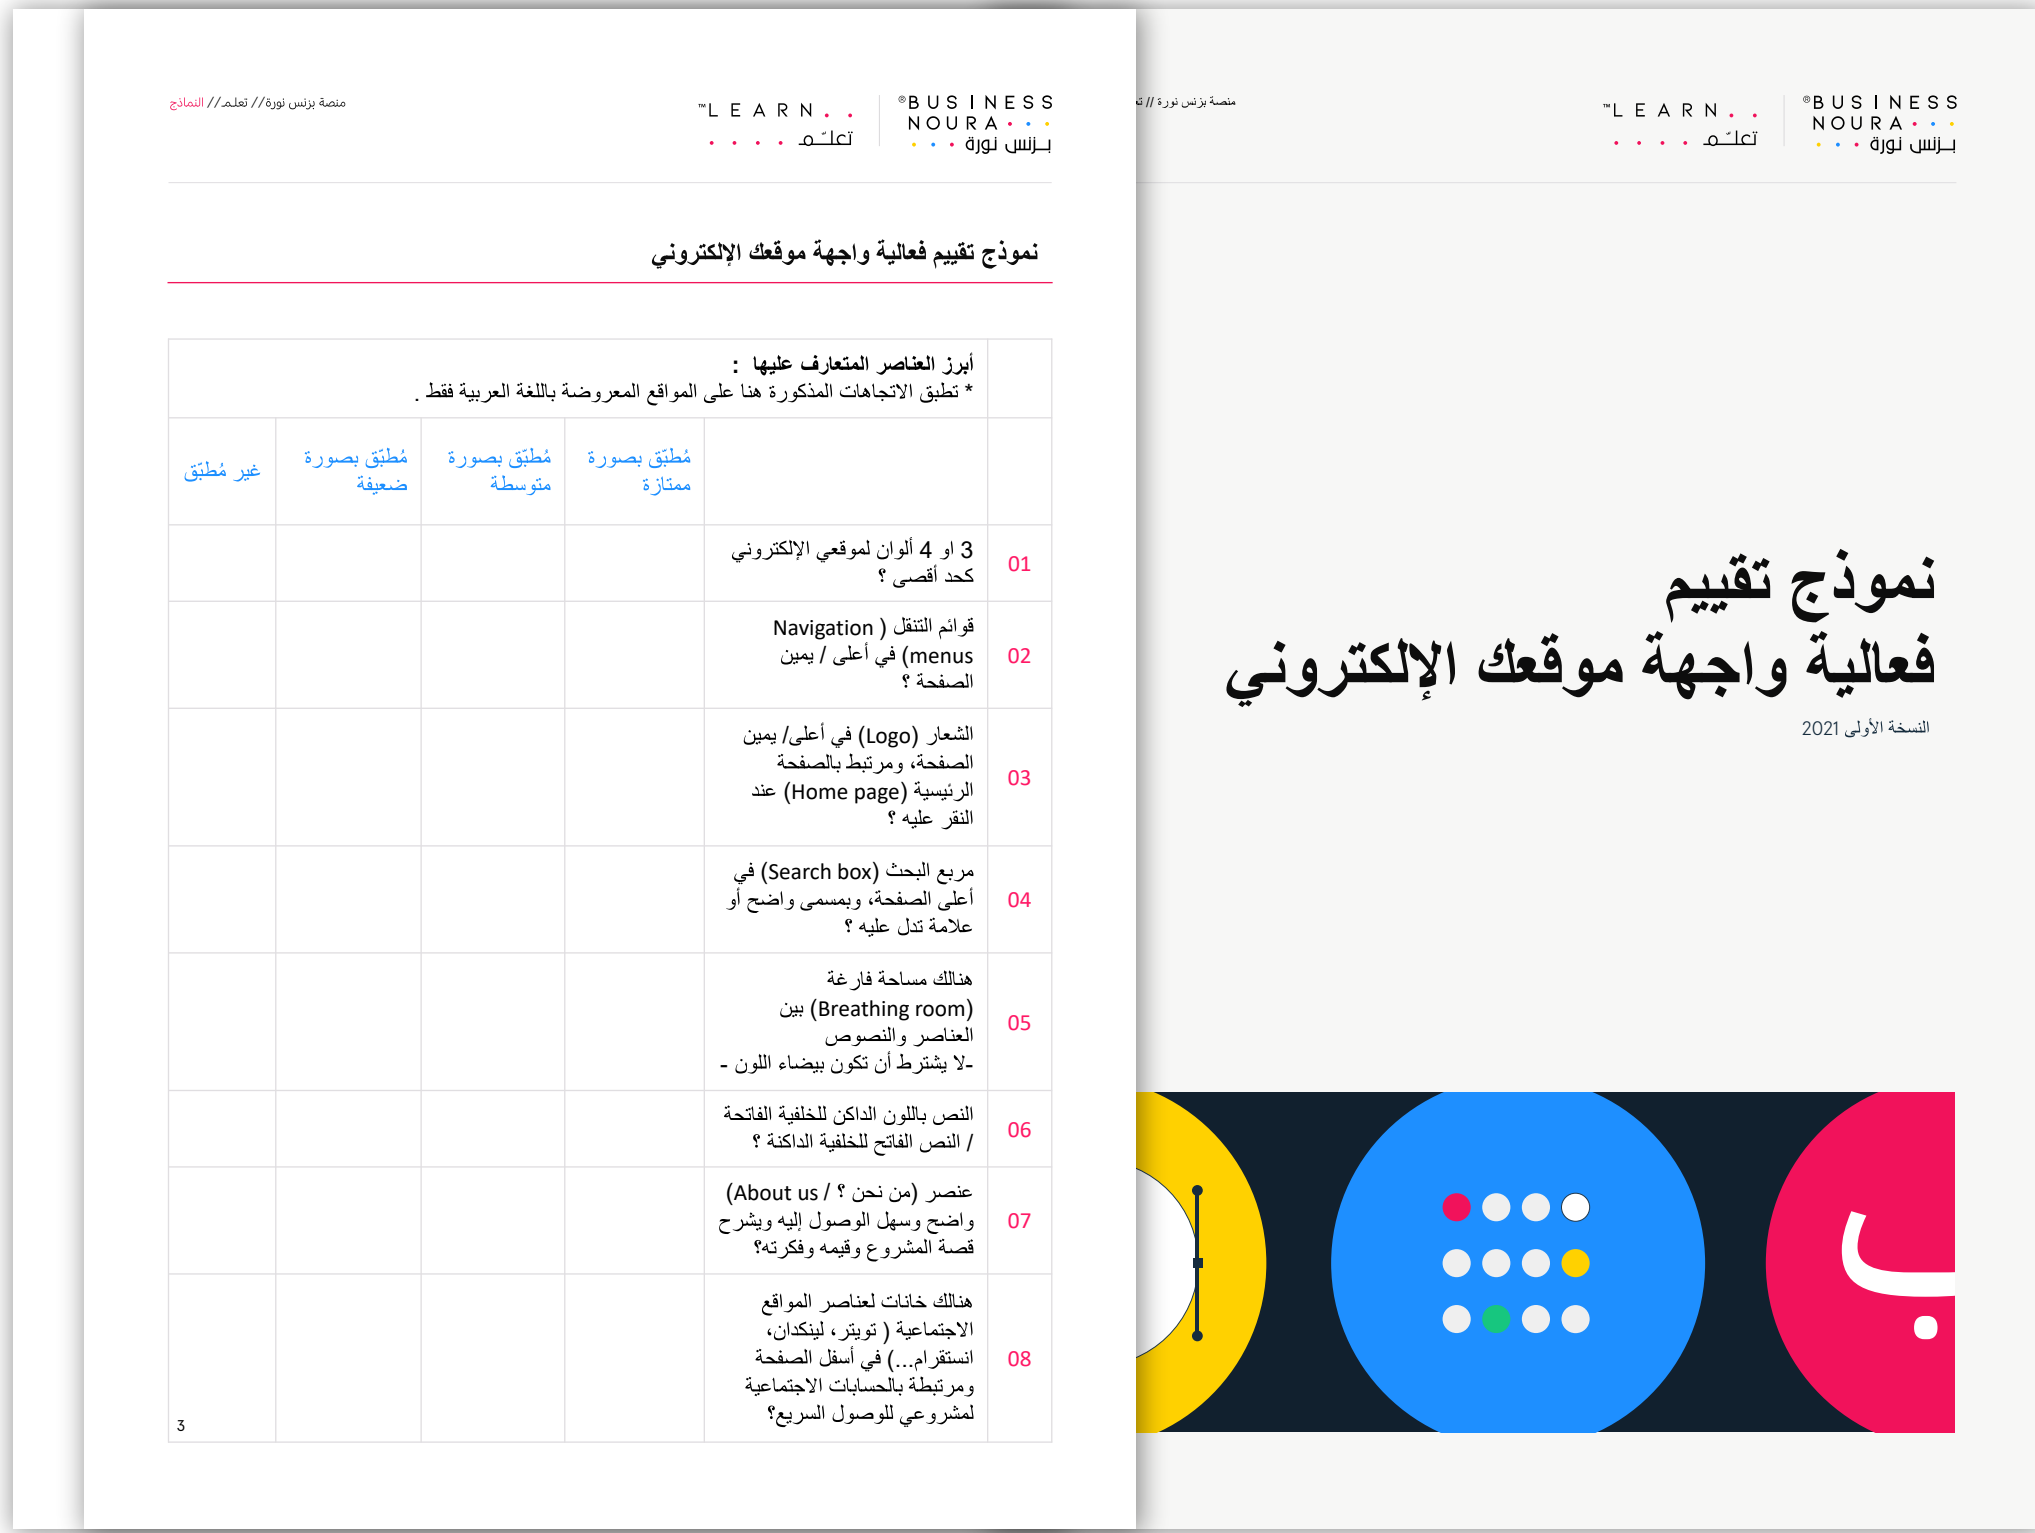 BUSINESS®
NOURA
بـزنس نورة
LEARN™
تعلـّم
منصة بزنس نورة// تعلم// النماذج
نموذج تقييم فعالية واجهة موقعك الإلكتروني
أبرز العناصر المتعارف عليها :
* تطبق الاتجاهات المذكورة هنا على المواقع المعروضة باللغة العربية فقط .
مُطبّق بصورة ممتازة
مُطبّق بصورة متوسطة
مُطبّق بصورة ضعيفة
غير مُطبّق
01
3 او 4 ألوان لموقعي الإلكتروني
كحد أقصى ؟
02
قوائم التنقل ( Navigation
menus) في أعلى / يمين
الصفحة ؟
03
الشعار (Logo) في أعلى/ يمين
الصفحة، ومرتبط بالصفحة
الرئيسية (Home page) عند
النقر عليه ؟
04
مربع البحث (Search box) في
أعلى الصفحة، وبمسمى واضح أو
علامة تدل عليه ؟
05
هنالك مساحة فارغة
(Breathing room) بين
العناصر والنصوص
-لا يشترط أن تكون بيضاء اللون -
06
النص باللون الداكن للخلفية الفاتحة
/ النص الفاتح للخلفية الداكنة ؟
07
عنصر (من نحن ؟ / About us)
واضح وسهل الوصول إليه ويشرح
قصة المشروع وقيمه وفكرته؟
08
هنالك خانات لعناصر المواقع
الاجتماعية ( تويتر، لينكدان،
انستقرام...) في أسفل الصفحة
ومرتبطة بالحسابات الاجتماعية
لمشروعي للوصول السريع؟
3
BUSINESS®
NOURA
بـزنس نورة
LEARN™
تعلـّم
منصة بزنس نورة //
نموذج تقييم
فعالية واجهة موقعك الإلكتروني
النسخة الأولى 2021
ب